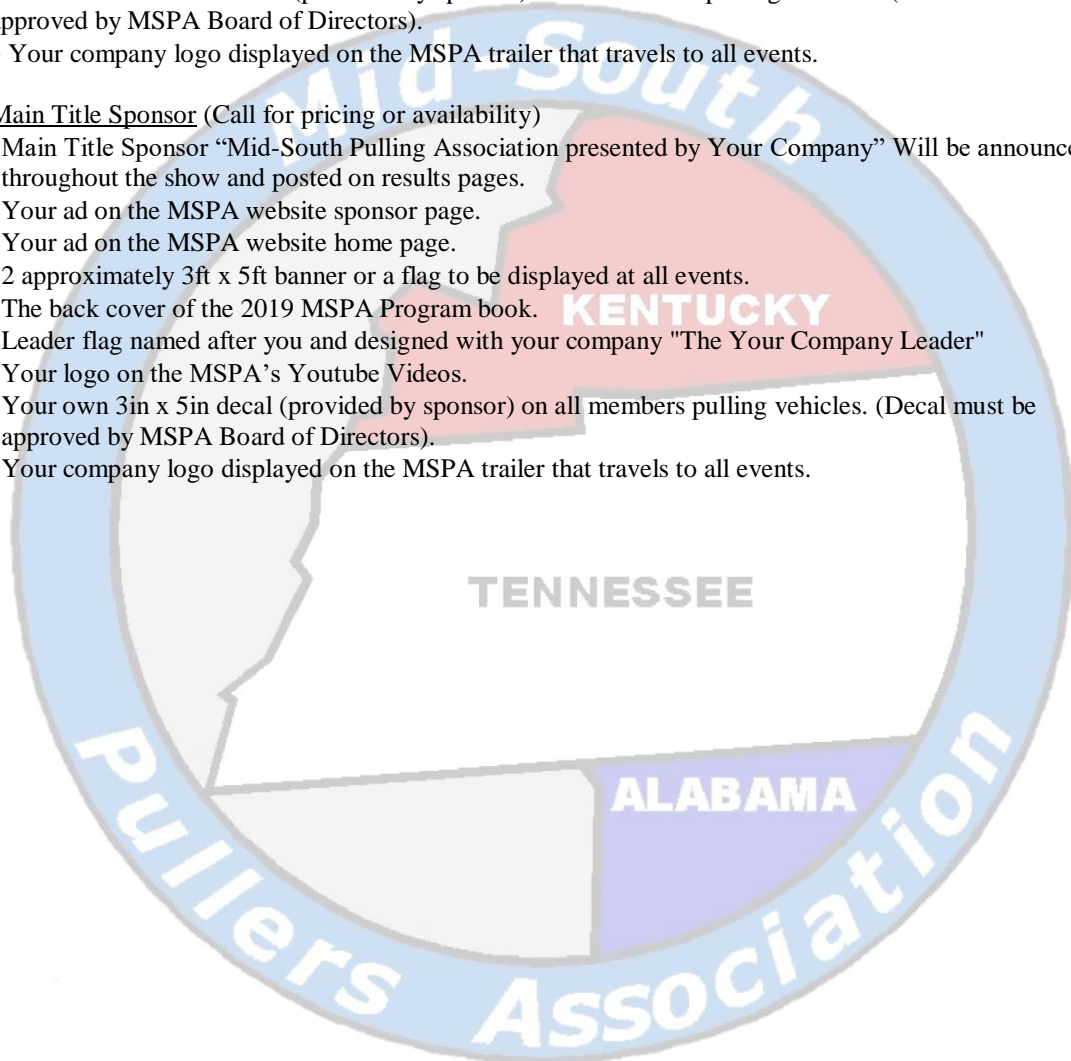 approved by MSPA Board of Directors).
Your company logo displayed on the MSPA trailer that travels to all events.
Main Title Sponsor (Call for pricing or availability)
Main Title Sponsor “Mid-South Pulling Association presented by Your Company” Will be announce
throughout the show and posted on results pages.
Your ad on the MSPA website sponsor page.
Your ad on the MSPA website home page.
2 approximately 3ft x 5ft banner or a flag to be displayed at all events.
The back cover of the 2019 MSPA Program book.
Leader flag named after you and designed with your company "The Your Company Leader"
Your logo on the MSPA’s Youtube Videos.
Your own 3in x 5in decal (provided by sponsor) on all members pulling vehicles. (Decal must be
approved by MSPA Board of Directors).
Your company logo displayed on the MSPA trailer that travels to all events.
Mid-South
KENTUCKY
TENNESSEE
ALABAMA
Pullers Association